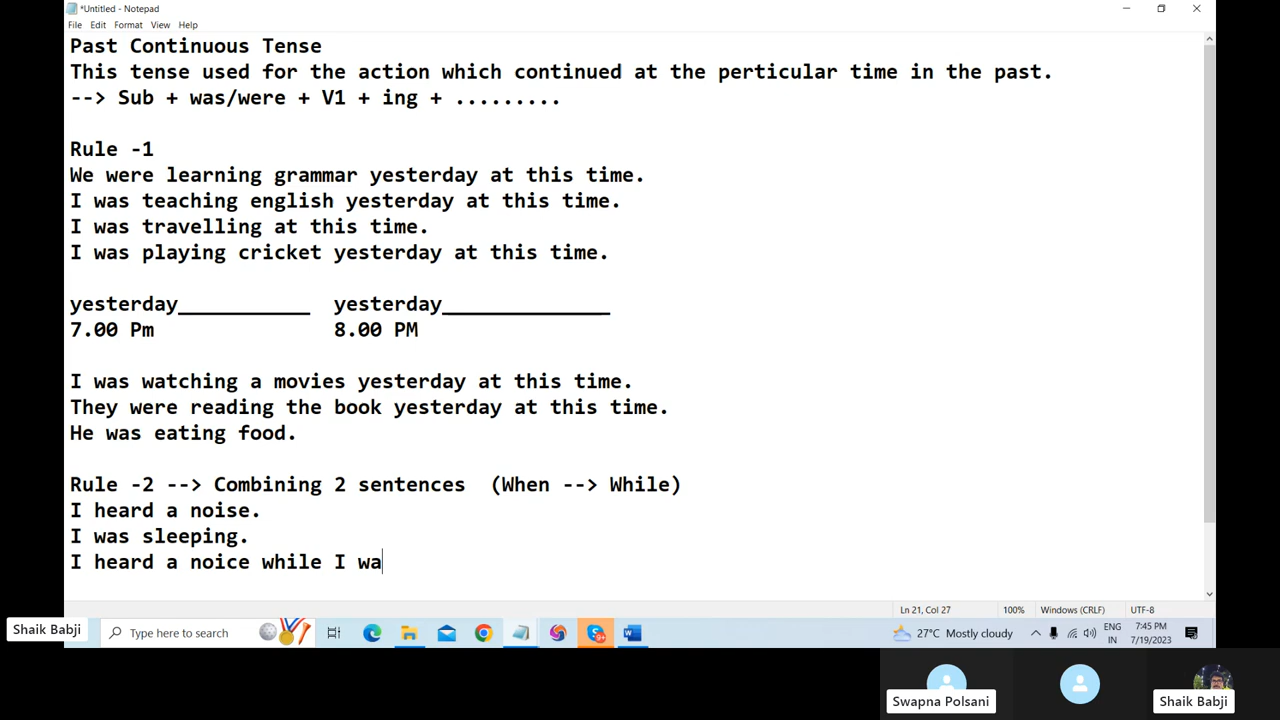 *Untitled - Notepad
File Edit Format View Help
Past Continuous Tense
This tense used for the action which continued at the perticular time in the past.
--> Sub + was/were + V1 + ing + .........
Rule -1
We were learning grammar yesterday at this time.
I was teaching english yesterday at this time.
I was travelling at this time.
I was playing cricket yesterday at this time.
yesterday___________ yesterday______________
7.00 Pm 8.00 PM
I was watching a movies yesterday at this time.
They were reading the book yesterday at this time.
He was eating food.
Rule -2 --> Combining 2 sentences (When --> While)
I heard a noise.
I was sleeping.
I heard a noice while I wa
Ln 21, Col 27 100% Windows (CRLF) UTF-8
Shaik Babji
Type here to search
27°C Mostly cloudy
ENG
IN
7:45 PM
7/19/2023
Swapna Polsani
Shaik Babji